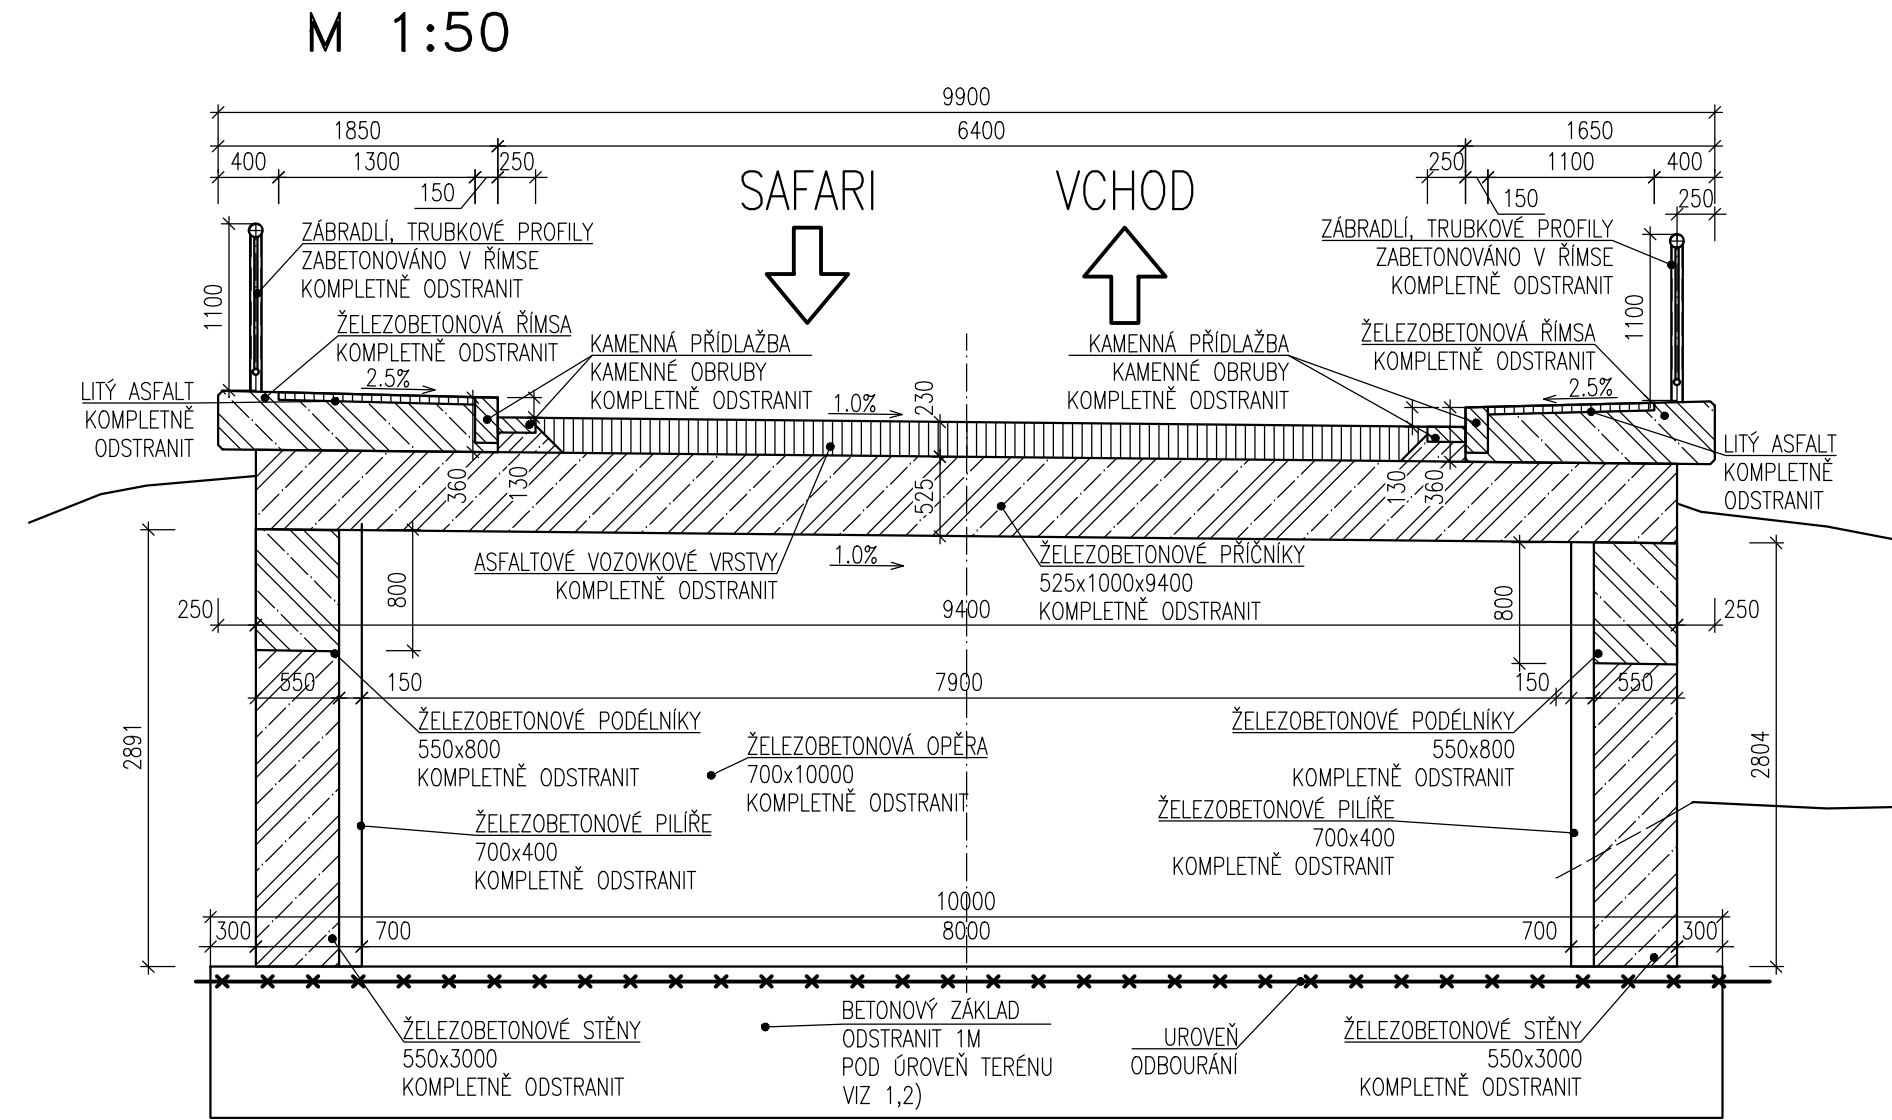 M 1:50
9900
1850
6400
1650
400
1300
250
250
1100
400
150
150
250
SAFARI
VCHOD
ZÁBRADLÍ, TRUBKOVÉ PROFILY
ZABETONOVÁNO V ŘÍMSE
KOMPLETNĚ ODSTRANIT
ZÁBRADLÍ, TRUBKOVÉ PROFILY
ZABETONOVÁNO V ŘÍMSE
KOMPLETNĚ ODSTRANIT
1100
1100
ŽELEZOBETONOVÁ ŘÍMSA
KOMPLETNĚ ODSTRANIT
KAMENNÁ PŘÍDLAŽBA
KAMENNÉ OBRUBY
KOMPLETNĚ ODSTRANIT
KAMENNÁ PŘÍDLAŽBA
KAMENNÉ OBRUBY
KOMPLETNĚ ODSTRANIT
ŽELEZOBETONOVÁ ŘÍMSA
KOMPLETNĚ ODSTRANIT
2.5%
1.0%
230
2.5%
LITÝ ASFALT
KOMPLETNĚ
ODSTRANIT
LITÝ ASFALT
KOMPLETNĚ
ODSTRANIT
360
130
525
130
360
ASFALTOVÉ VOZOVKOVÉ VRSTVY
KOMPLETNĚ ODSTRANIT
1.0%
ŽELEZOBETONOVÉ PŘÍČNÍKY
525x1000x9400
KOMPLETNĚ ODSTRANIT
800
800
250
9400
250
550
150
7900
150
550
2891
2804
ŽELEZOBETONOVÉ PODÉLNÍKY
550x800
KOMPLETNĚ ODSTRANIT
ŽELEZOBETONOVÁ OPĚRA
700x10000
KOMPLETNĚ ODSTRANIT
ŽELEZOBETONOVÉ PODÉLNÍKY
550x800
KOMPLETNĚ ODSTRANIT
ŽELEZOBETONOVÉ PILÍŘE
700x400
KOMPLETNĚ ODSTRANIT
ŽELEZOBETONOVÉ PILÍŘE
700x400
KOMPLETNĚ ODSTRANIT
10000
300
700
8000
700
300
ŽELEZOBETONOVÉ STĚNY
550x3000
KOMPLETNĚ ODSTRANIT
BETONOVÝ ZÁKLAD
ODSTRANIT 1M
POD ÚROVEŇ TERÉNU
VIZ 1,2)
UROVEŇ
ODBOURÁNÍ
ŽELEZOBETONOVÉ STĚNY
550x3000
KOMPLETNĚ ODSTRANIT